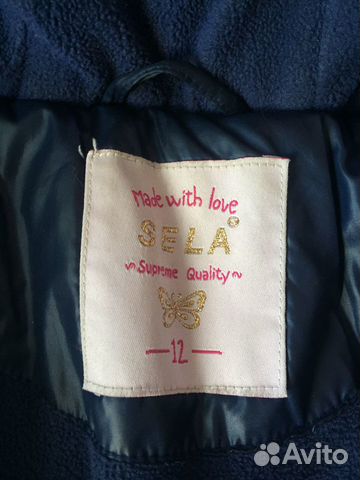 Made with love
SELA®
~ Supreme Quality ~
—12—
Avito